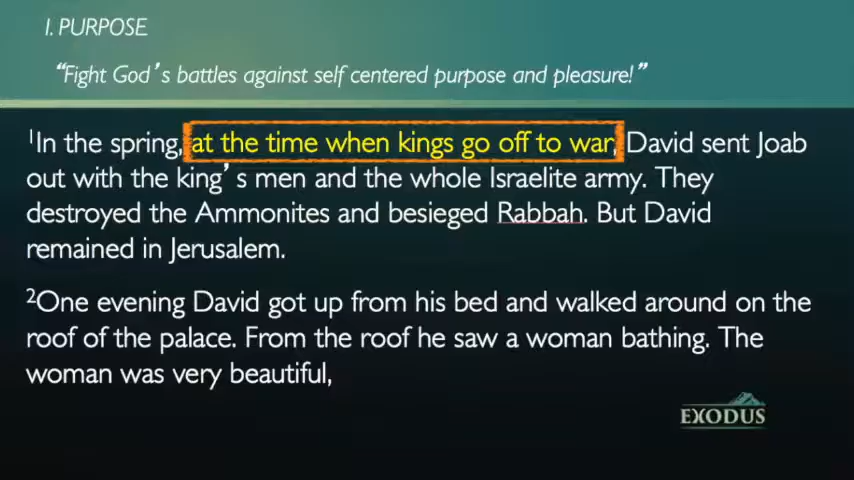 I. PURPOSE
“Fight God’s battles against self centered purpose and pleasure!”
1In the spring, at the time when kings go off to war, David sent Joab
out with the king’s men and the whole Israelite army. They
destroyed the Ammonites and besieged Rabbah. But David
remained in Jerusalem.
2One evening David got up from his bed and walked around on the
roof of the palace. From the roof he saw a woman bathing. The
woman was very beautiful,
EXODUS